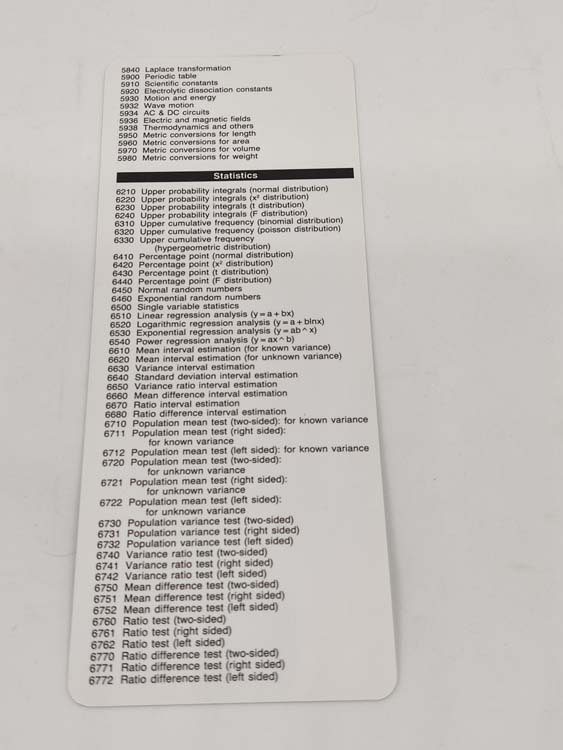 5840 Laplace transformation
5900 Periodic table
5910 Scientific constants
5920 Electrolytic dissociation constants
5930 Motion and energy
5932 Wave motion
5934 AC & DC circuits
5936 Electric and magnetic fields
5938 Thermodynamics and others
5950 Metric conversions for length
5960 Metric conversions for area
5970 Metric conversions for volume
5980 Metric conversions for weight
Statistics
6210 Upper probability integrals (normal distribution)
6220 Upper probability integrals (x² distribution)
6230 Upper probability integrals (t distribution)
6240 Upper probability integrals (F distribution)
6310 Upper cumulative frequency (binomial distribution)
6320 Upper cumulative frequency (poisson distribution)
6330 Upper cumulative frequency
(hypergeometric distribution)
6410 Percentage point (normal distribution)
6420 Percentage point (x² distribution)
6430 Percentage point (t distribution)
6440 Percentage point (F distribution)
6450 Normal random numbers
6460 Exponential random numbers
6500 Single variable statistics
6510 Linear regression analysis (y=a+bx)
6520 Logarithmic regression analysis (y=a+blnx)
6530 Exponential regression analysis (y=ab^x)
6540 Power regression analysis (y=ax^b)
6610 Mean interval estimation (for known variance)
6620 Mean interval estimation (for unknown variance)
6630 Variance interval estimation
6640 Standard deviation interval estimation
6650 Variance ratio interval estimation
6660 Mean difference interval estimation
6670 Ratio interval estimation
6680 Ratio difference interval estimation
6710 Population mean test (two-sided): for known variance
6711 Population mean test (right sided):
for known variance
6712 Population mean test (left sided): for known variance
6720 Population mean test (two-sided):
for unknown variance
6721 Population mean test (right sided):
for unknown variance
6722 Population mean test (left sided):
for unknown variance
6730 Population variance test (two-sided)
6731 Population variance test (right sided)
6732 Population variance test (left sided)
6740 Variance ratio test (two-sided)
6741 Variance ratio test (right sided)
6742 Variance ratio test (left sided)
6750 Mean difference test (two-sided)
6751 Mean difference test (right sided)
6752 Mean difference test (left sided)
6760 Ratio test (two-sided)
6761 Ratio test (right sided)
6762 Ratio test (left sided)
6770 Ratio difference test (two-sided)
6771 Ratio difference test (right sided)
6772 Ratio difference test (left sided)